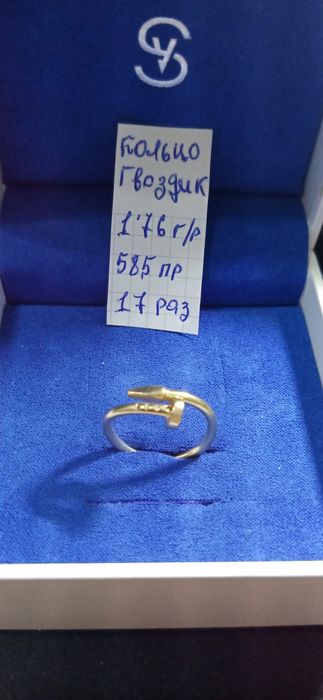 кольцо
Гвоздик
1'76 г/р
585 пр
17 раз